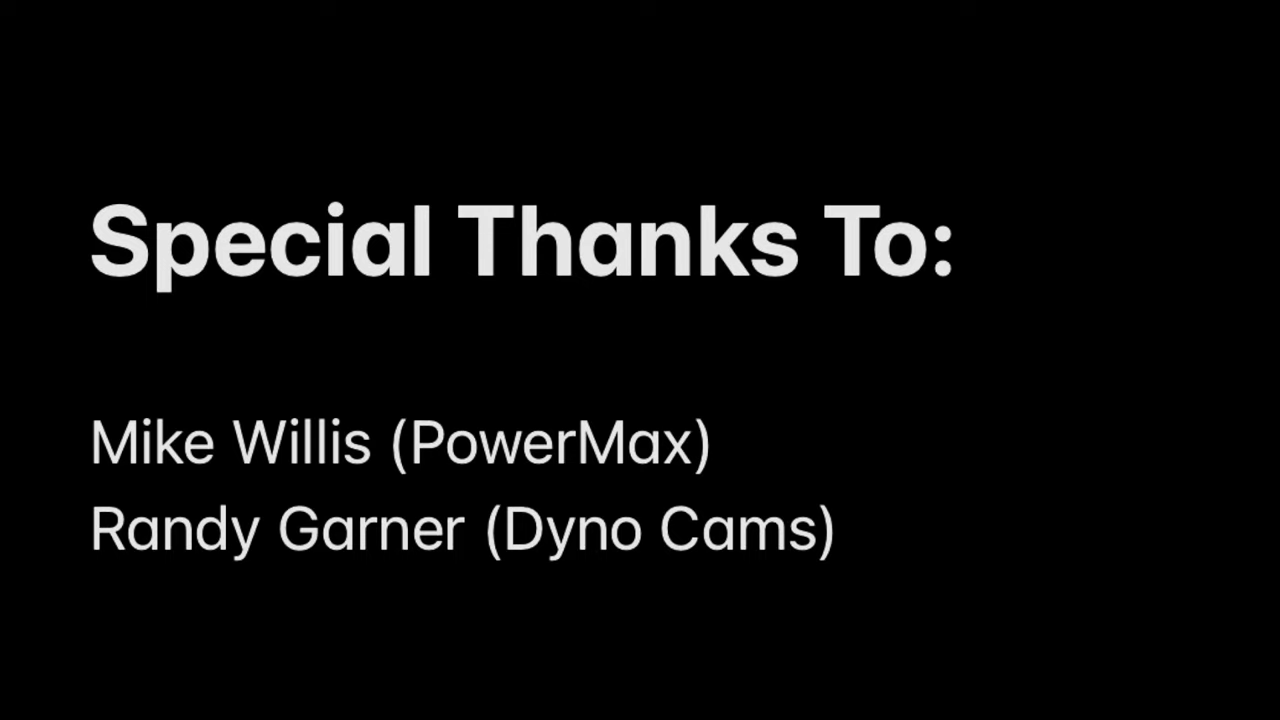 Special Thanks To:
Mike Willis (PowerMax)
Randy Garner (Dyno Cams)